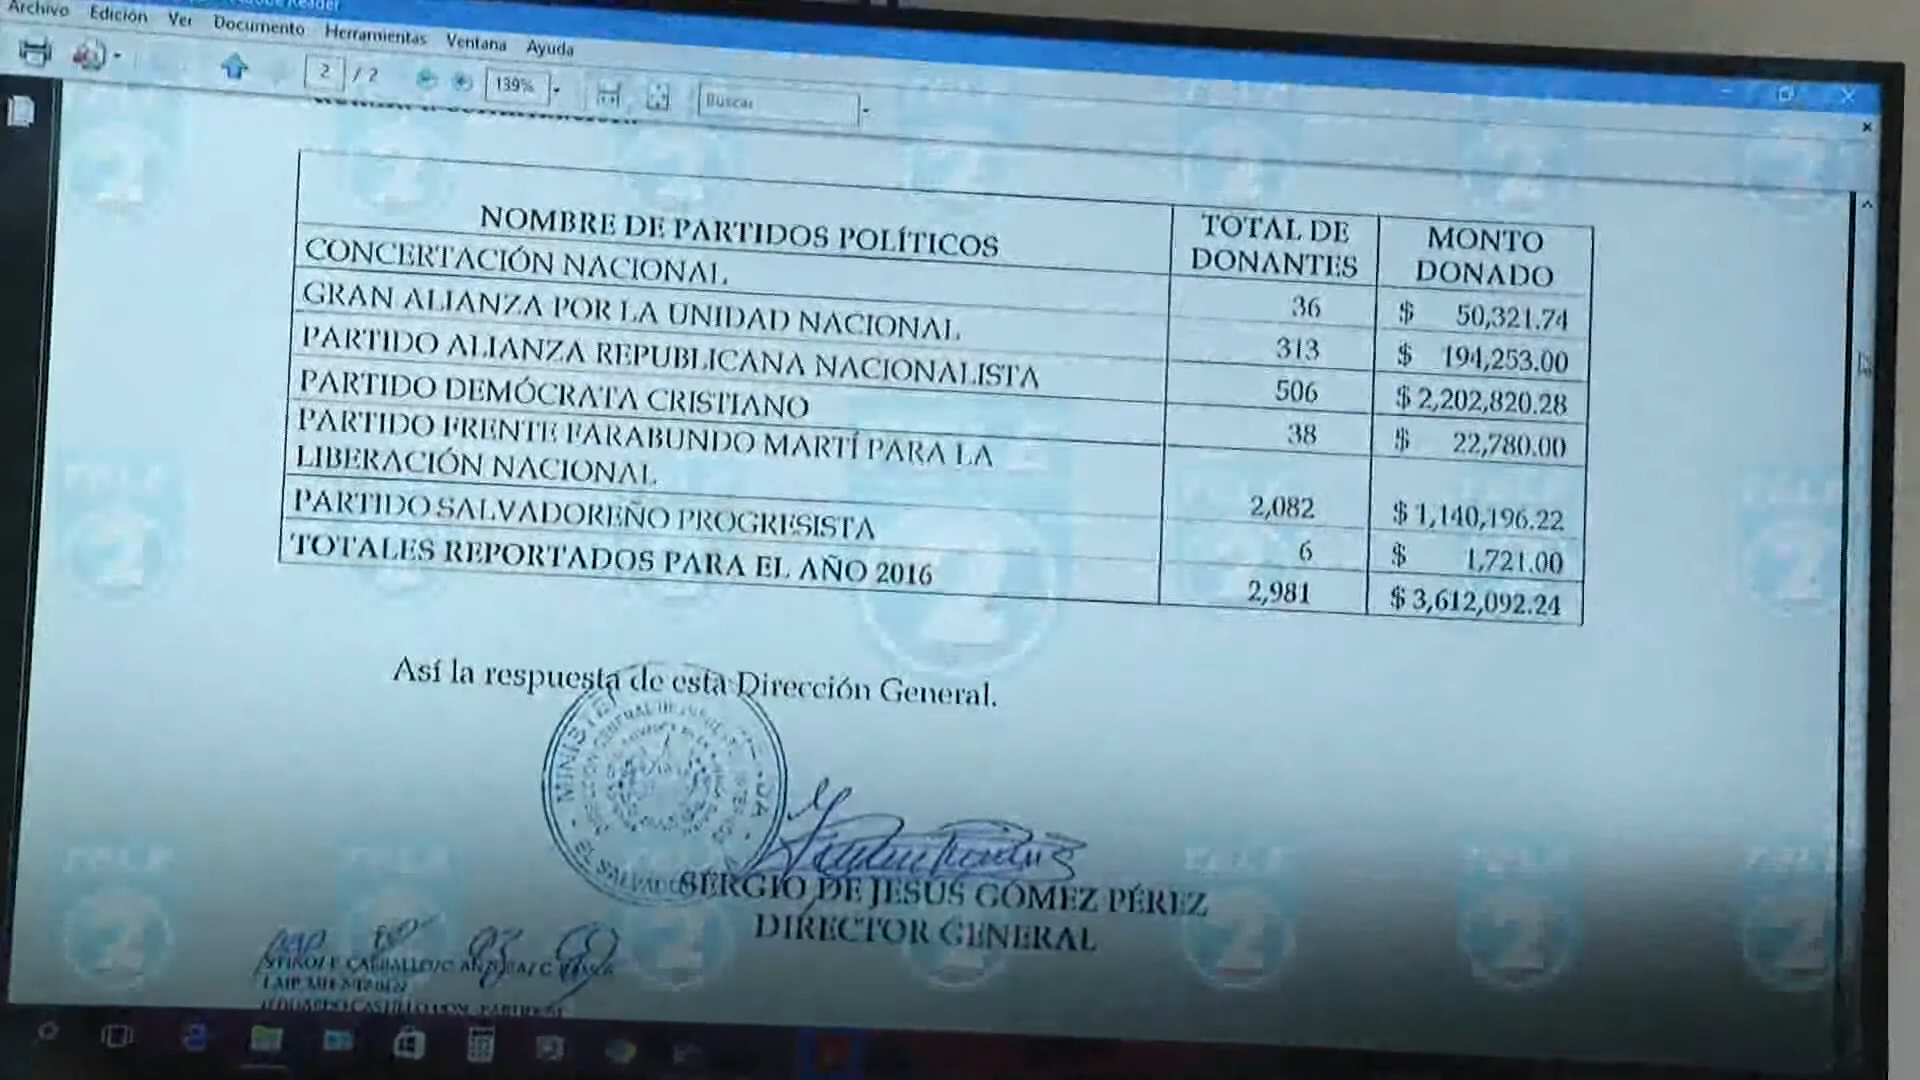 Archivo Edición Ver Documento Herramientas Ventana Ayuda
2 / 2 139% Buscar
NOMBRE DE PARTIDOS POLÍTICOS TOTAL DE DONANTES MONTO DONADO
CONCERTACIÓN NACIONAL 36 $ 50,321.74
GRAN ALIANZA POR LA UNIDAD NACIONAL 313 $ 194,253.00
PARTIDO ALIANZA REPUBLICANA NACIONALISTA 506 $ 2,202,820.28
PARTIDO DEMÓCRATA CRISTIANO 38 $ 22,780.00
PARTIDO FRENTE FARABUNDO MARTÍ PARA LA
LIBERACIÓN NACIONAL 2,082 $ 1,140,196.22
PARTIDO SALVADOREÑO PROGRESISTA 6 $ 1,721.00
TOTALES REPORTADOS PARA EL AÑO 2016 2,981 $ 3,612,092.24
Así la respuesta de esta Dirección General.
SERGIO DE JESÚS GÓMEZ PÉREZ
DIRECTOR GENERAL